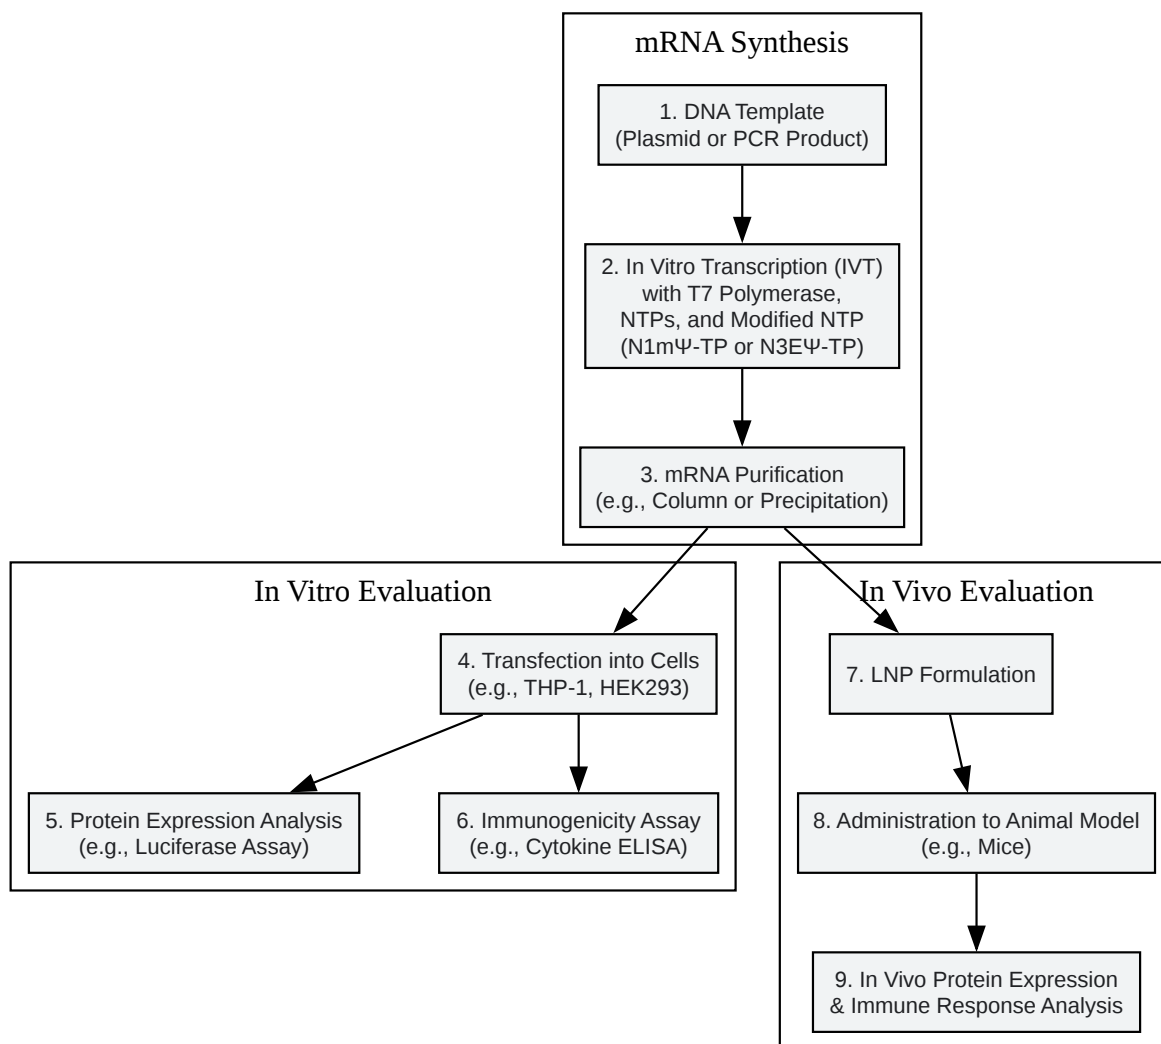 mRNA Synthesis
1. DNA Template
(Plasmid or PCR Product)
2. In Vitro Transcription (IVT)
with T7 Polymerase,
NTPs, and Modified NTP
(N1mΨ-TP or N3EΨ-TP)
3. mRNA Purification
(e.g., Column or Precipitation)
In Vitro Evaluation
4. Transfection into Cells
(e.g., THP-1, HEK293)
5. Protein Expression Analysis
(e.g., Luciferase Assay)
6. Immunogenicity Assay
(e.g., Cytokine ELISA)
In Vivo Evaluation
7. LNP Formulation
8. Administration to Animal Model
(e.g., Mice)
9. In Vivo Protein Expression
& Immune Response Analysis